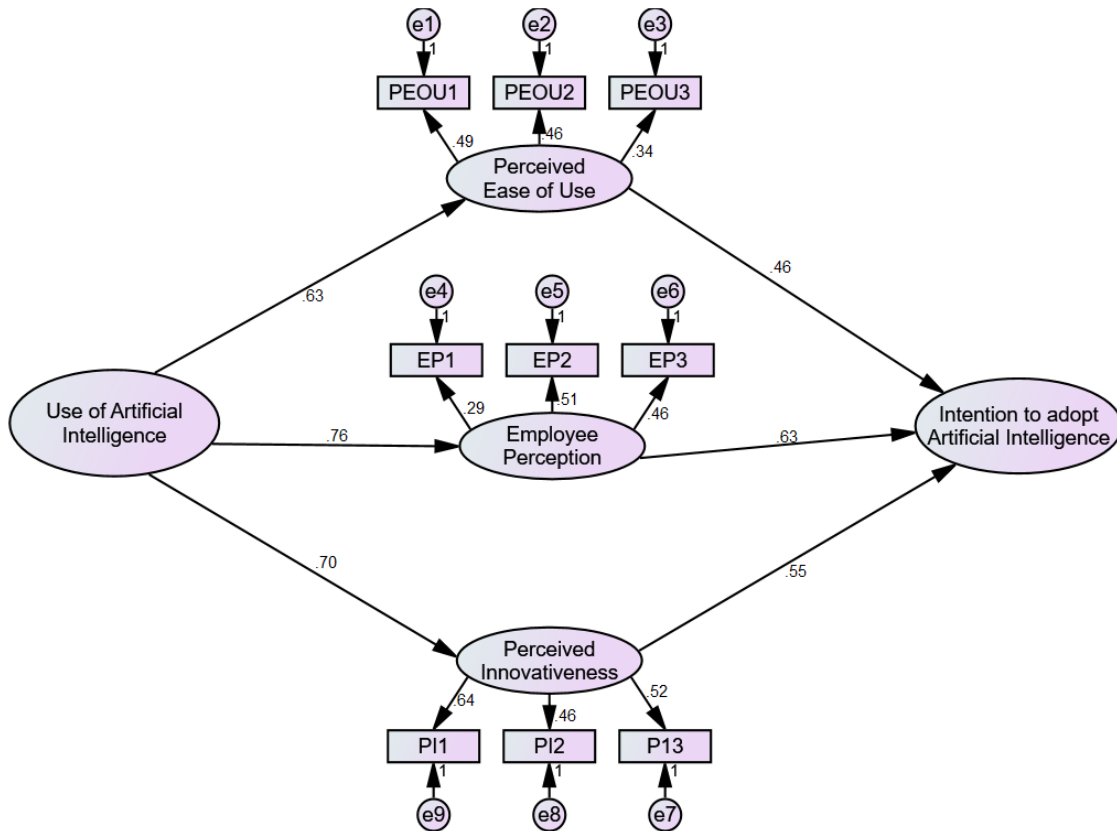 e1
e2
e3
1
1
1
PEOU1
PEOU2
PEOU3
.49
.46
.34
Perceived
Ease of Use
.63
.46
e4
e5
e6
1
1
1
EP1
EP2
EP3
.29
.51
.46
Use of Artificial
Intelligence
.76
Employee
Perception
.63
Intention to adopt
Artificial Intelligence
.70
.55
Perceived
Innovativeness
.64
.46
.52
PI1
PI2
P13
1
1
1
e9
e8
e7